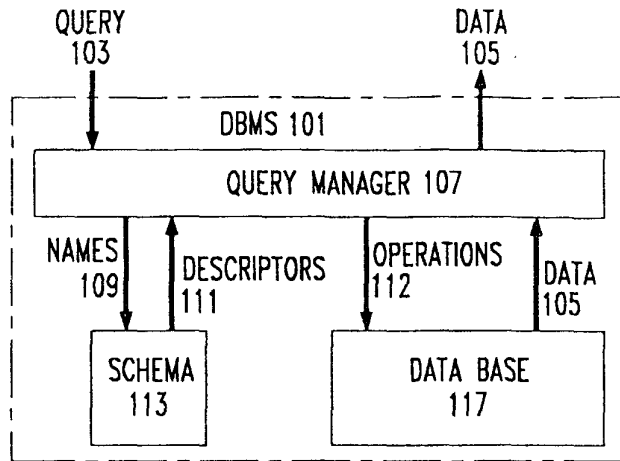 QUERY
103
DATA
105
DBMS 101
QUERY MANAGER 107
NAMES
109
DESCRIPTORS
111
OPERATIONS
112
DATA
105
SCHEMA
113
DATA BASE
117